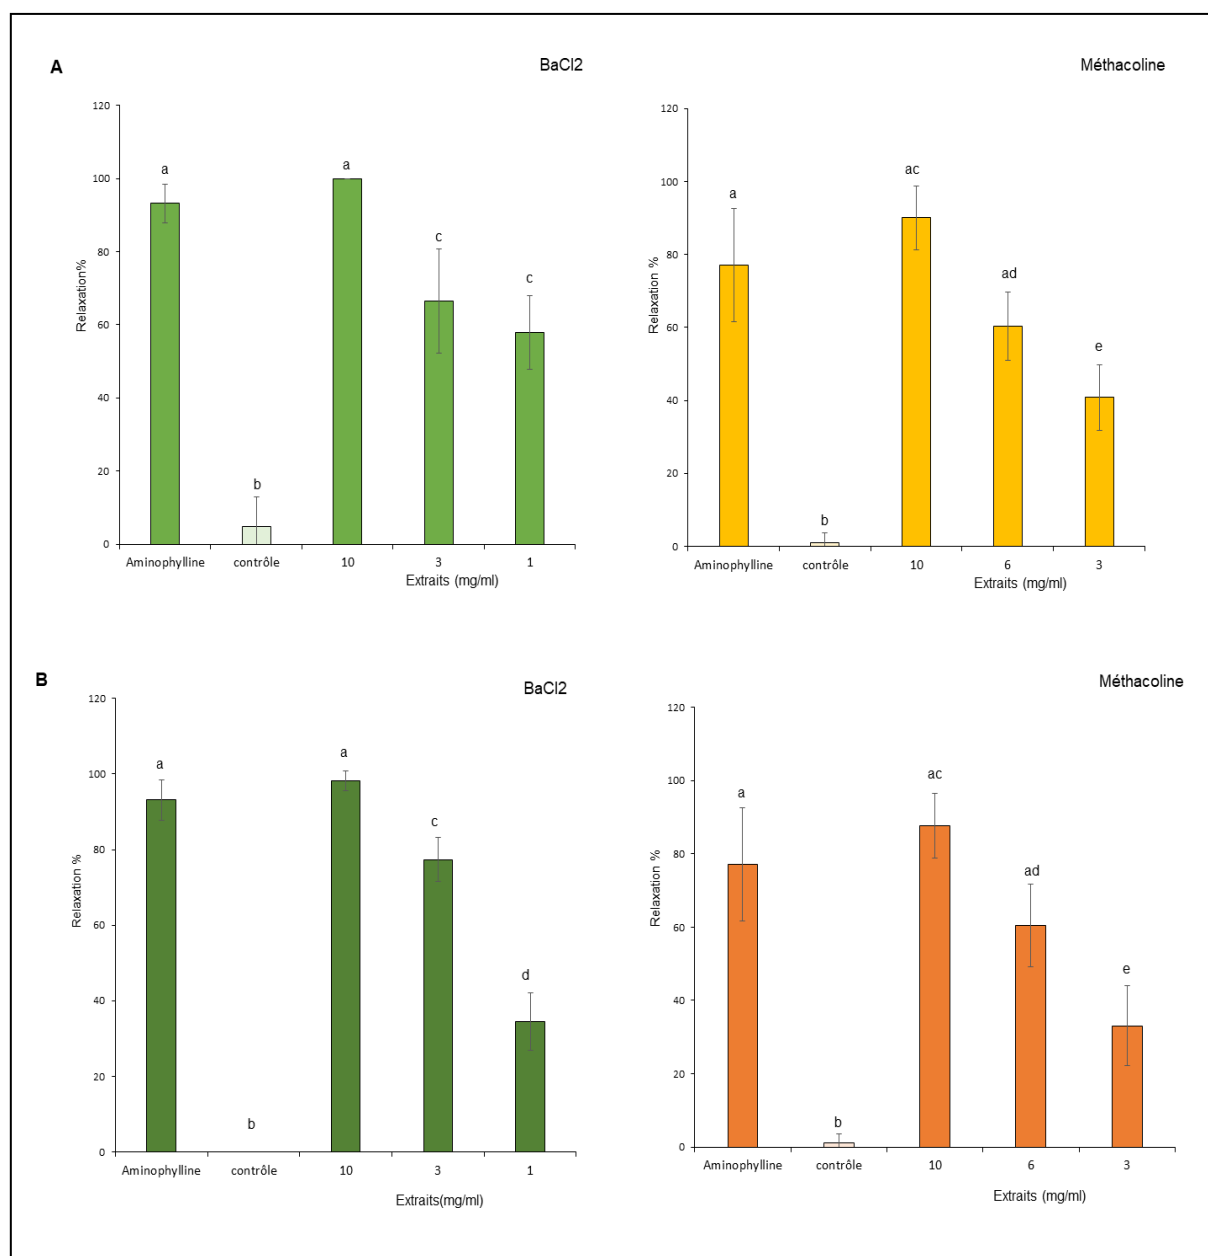 A
BaCl2
120
100
80
60
40
20
0
Relaxation%
a
b
a
c
c
Aminophylline contrôle 10 3 1
Extraits (mg/ml)
Méthacoline
120
100
80
60
40
20
0
Relaxation %
a
b
ac
ad
e
Aminophylline contrôle 10 6 3
Extraits (mg/ml)
B
BaCl2
120
100
80
60
40
20
0
Relaxation %
a
b
a
c
d
Aminophylline contrôle 10 3 1
Extraits(mg/ml)
Méthacoline
120
100
80
60
40
20
0
Relaxation %
a
b
ac
ad
e
Aminophylline contrôle 10 6 3
Extraits (mg/ml)